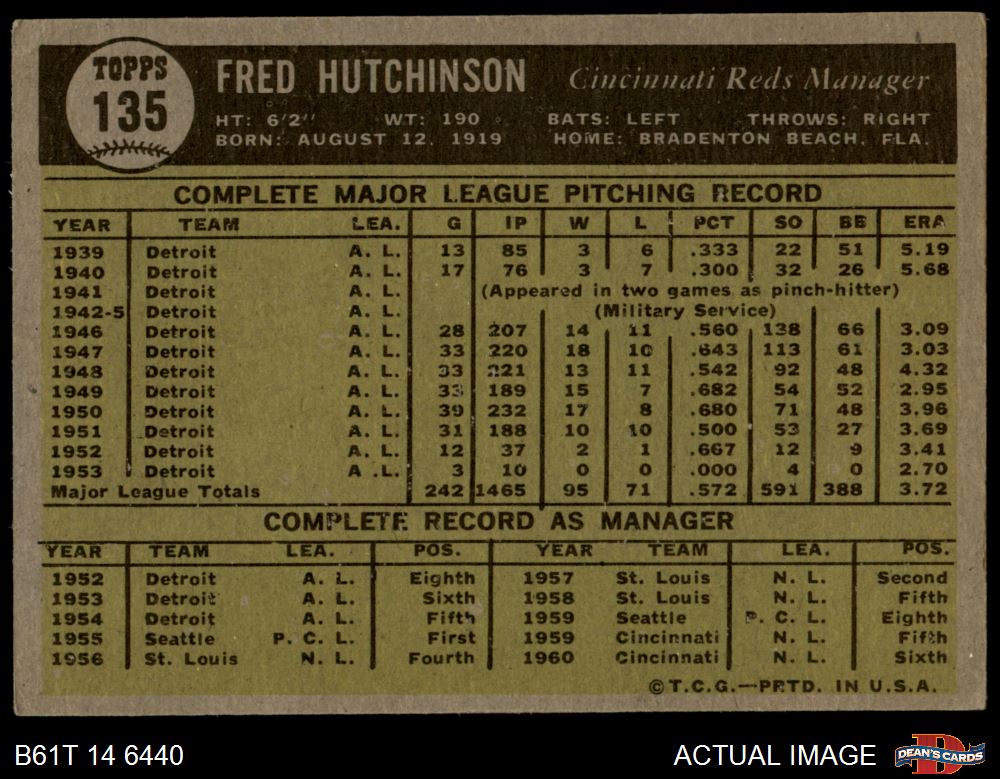 TOPPS
135
FRED HUTCHINSON Cincinnati Reds Manager
HT: 6'2" WT: 190 BATS: LEFT THROWS: RIGHT
BORN: AUGUST 12, 1919 HOME: BRADENTON BEACH, FLA.
COMPLETE MAJOR LEAGUE PITCHING RECORD
YEAR TEAM LEA. G IP W L PCT SO BB ERA
1939 Detroit A. L. 13 85 3 6 .333 22 51 5.19
1940 Detroit A. L. 17 76 3 7 .300 32 26 5.68
1941 Detroit A. L. (Appeared in two games as pinch-hitter)
1942-5 Detroit A. L. (Military Service)
1946 Detroit A. L. 28 207 14 11 .560 138 66 3.09
1947 Detroit A. L. 33 220 18 10 .643 113 61 3.03
1948 Detroit A. L. 33 221 13 11 .542 92 48 4.32
1949 Detroit A. L. 33 189 15 7 .682 54 52 2.95
1950 Detroit A. L. 39 232 17 8 .680 71 48 3.96
1951 Detroit A. L. 31 188 10 10 .500 53 27 3.69
1952 Detroit A. L. 12 37 2 1 .667 12 9 3.41
1953 Detroit A .L. 3 10 0 0 .000 4 0 2.70
Major League Totals 242 1465 95 71 .572 591 388 3.72
COMPLETE RECORD AS MANAGER
YEAR TEAM LEA. POS. YEAR TEAM LEA. POS.
1952 Detroit A. L. Eighth 1957 St. Louis N. L. Second
1953 Detroit A. L. Sixth 1958 St. Louis N. L. Fifth
1954 Detroit A. L. Fifth 1959 Seattle P. C. L. Eighth
1955 Seattle P. C. L. First 1959 Cincinnati N. L. Fifth
1956 St. Louis N. L. Fourth 1960 Cincinnati N. L. Sixth
©T.C.G.—PRTD. IN U.S.A.
B61T 14 6440 ACTUAL IMAGE DEAN'S CARDS